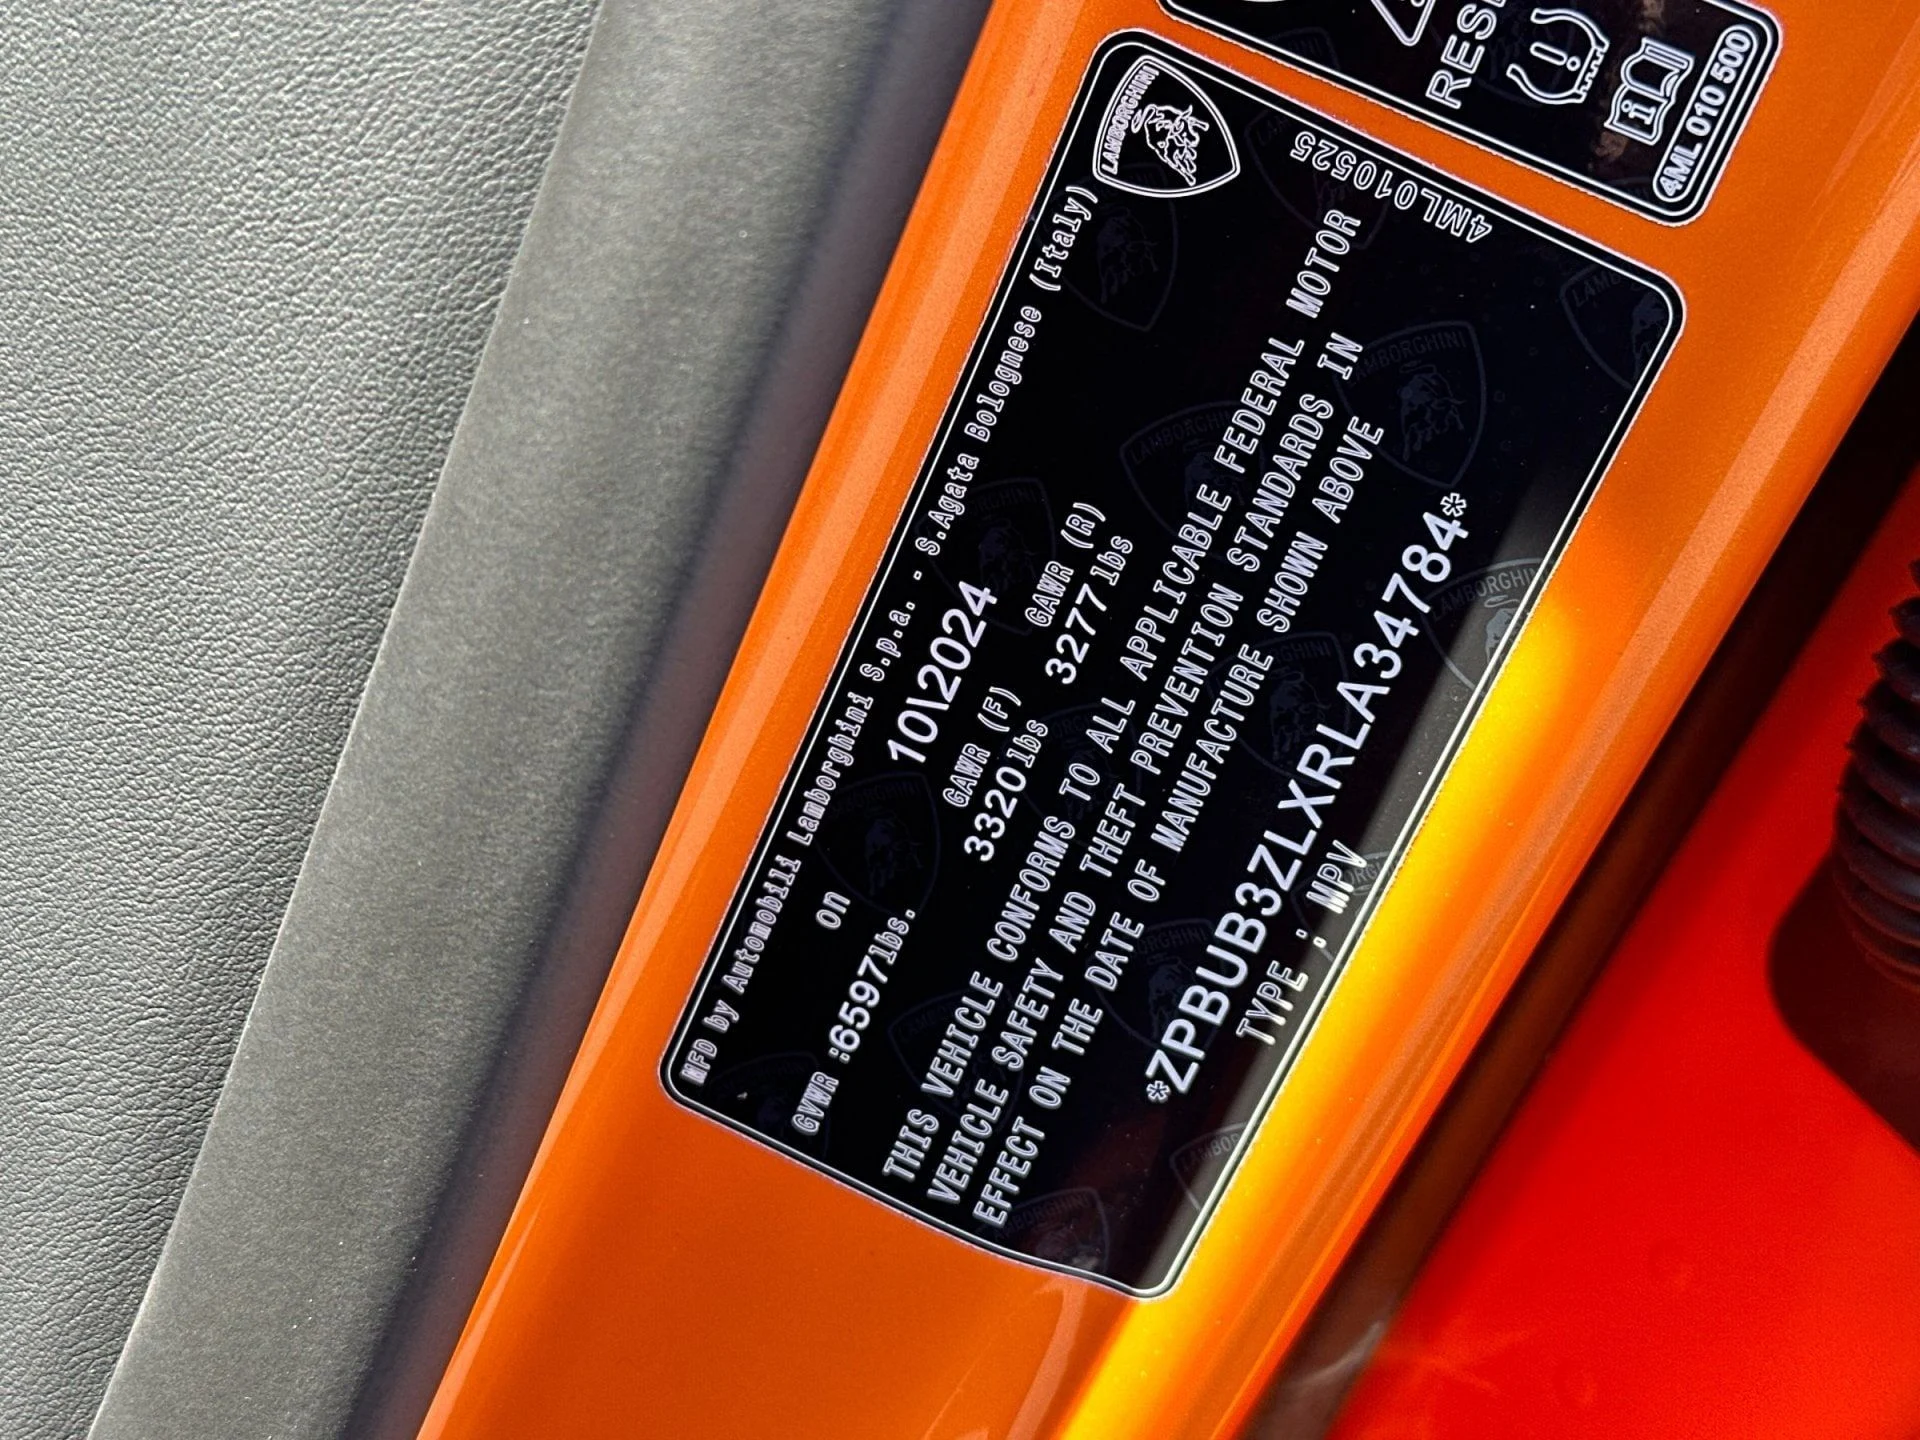 RES
4ML 010 500
LAMBORGHINI
4ML010525
MFD by Automobili Lamborghini S.p.a. - S.Agata Bolognese (Italy)
on 10\2024
GVWR :6597lbs. GAWR (F) GAWR (R)
3320lbs 3277lbs
THIS VEHICLE CONFORMS TO ALL APPLICABLE FEDERAL MOTOR
VEHICLE SAFETY AND THEFT PREVENTION STANDARDS IN
EFFECT ON THE DATE OF MANUFACTURE SHOWN ABOVE
*ZPBUB3ZLXRLA34784*
TYPE : MPV